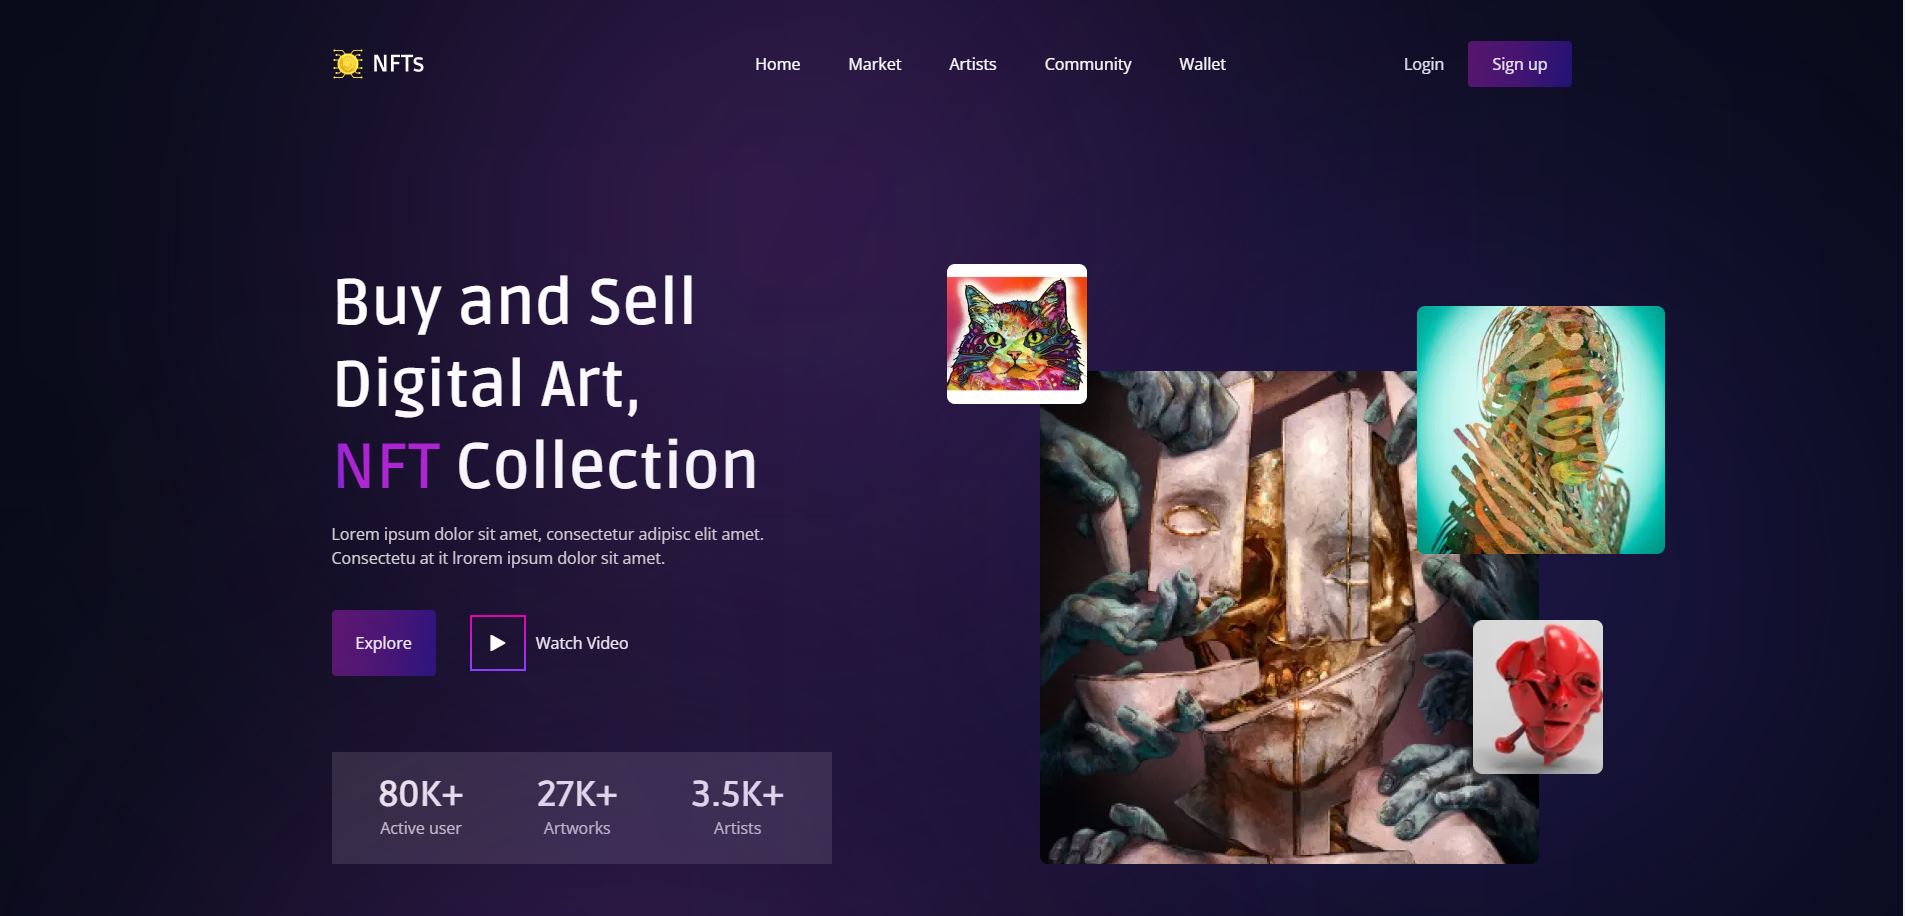 NFTs
Home Market Artists Community Wallet
Login Sign up
Buy and Sell
Digital Art,
NFT Collection
Lorem ipsum dolor sit amet, consectetur adipisc elit amet.
Consectetu at it lrorem ipsum dolor sit amet.
Explore Watch Video
80K+ 27K+ 3.5K+
Active user Artworks Artists